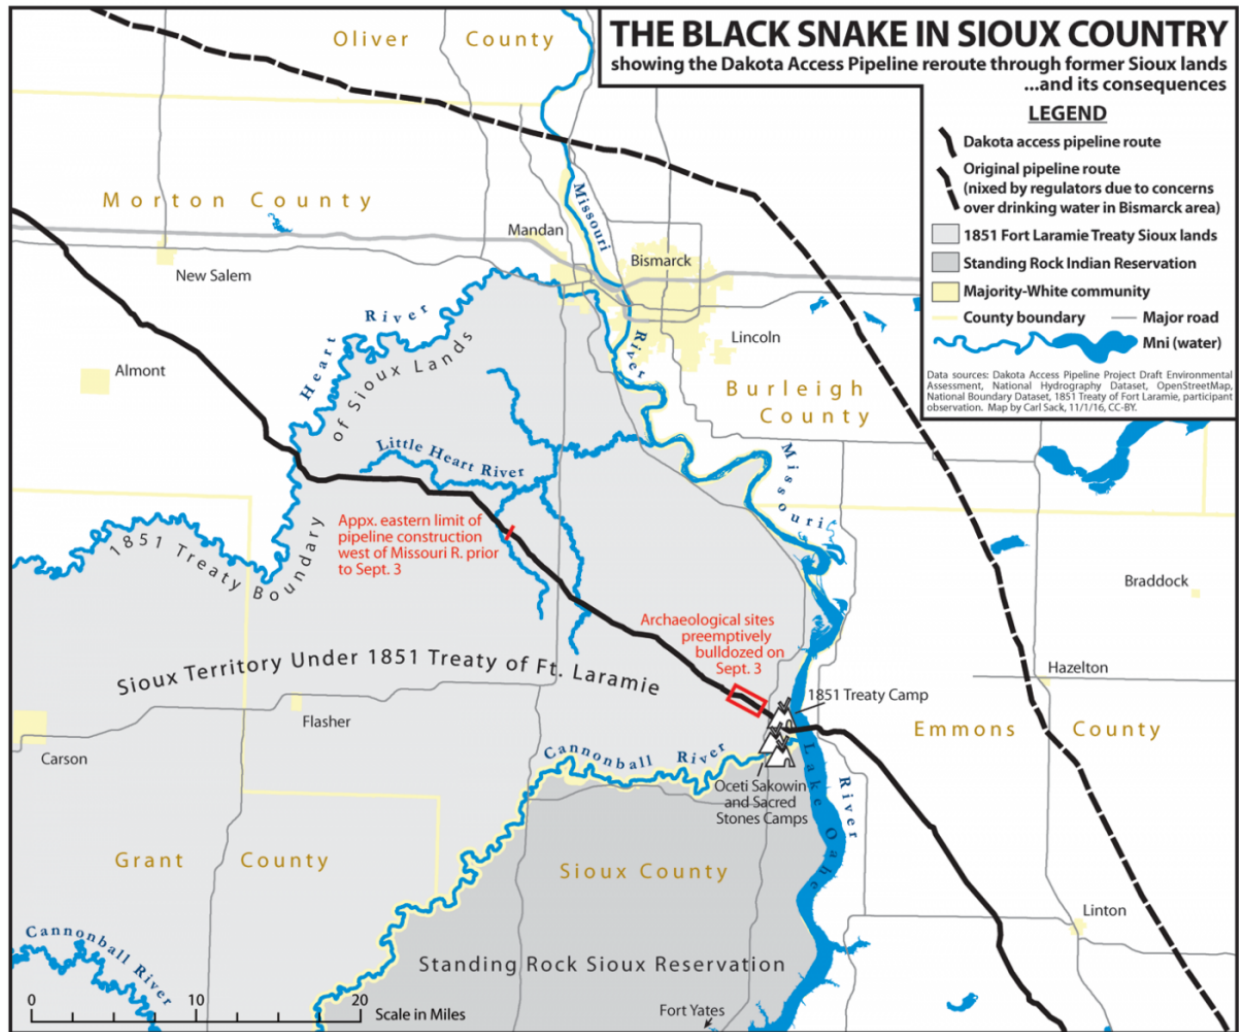 THE BLACK SNAKE IN SIOUX COUNTRY
showing the Dakota Access Pipeline reroute through former Sioux lands
...and its consequences
LEGEND
Dakota access pipeline route
Original pipeline route
(nixed by regulators due to concerns
over drinking water in Bismarck area)
1851 Fort Laramie Treaty Sioux lands
Standing Rock Indian Reservation
Majority-White community
County boundary
Major road
Mni (water)
Data sources: Dakota Access Pipeline Project Draft Environmental
Assessment, National Hydrography Dataset, OpenStreetMap,
National Boundary Dataset, 1851 Treaty of Fort Laramie, participant
observation. Map by Carl Sack, 11/1/16, CC-BY.
Oliver County
Morton County
Missouri
River
Mandan
Bismarck
New Salem
Lincoln
Heart River
Almont
of Sioux Lands
Burleigh
County
Little Heart River
Missouri
Appx. eastern limit of
pipeline construction
west of Missouri R. prior
to Sept. 3
1851 Treaty Boundary
Braddock
Archaeological sites
preemptively
bulldozed on
Sept. 3
Hazelton
Sioux Territory Under 1851 Treaty of Ft. Laramie
1851 Treaty Camp
Flasher
Emmons County
Carson
Cannonball River
Lake Oahe
River
Oceti Sakowin
and Sacred
Stones Camps
Grant County
Sioux County
Linton
Cannonball River
Standing Rock Sioux Reservation
Fort Yates
0 10 20
Scale in Miles